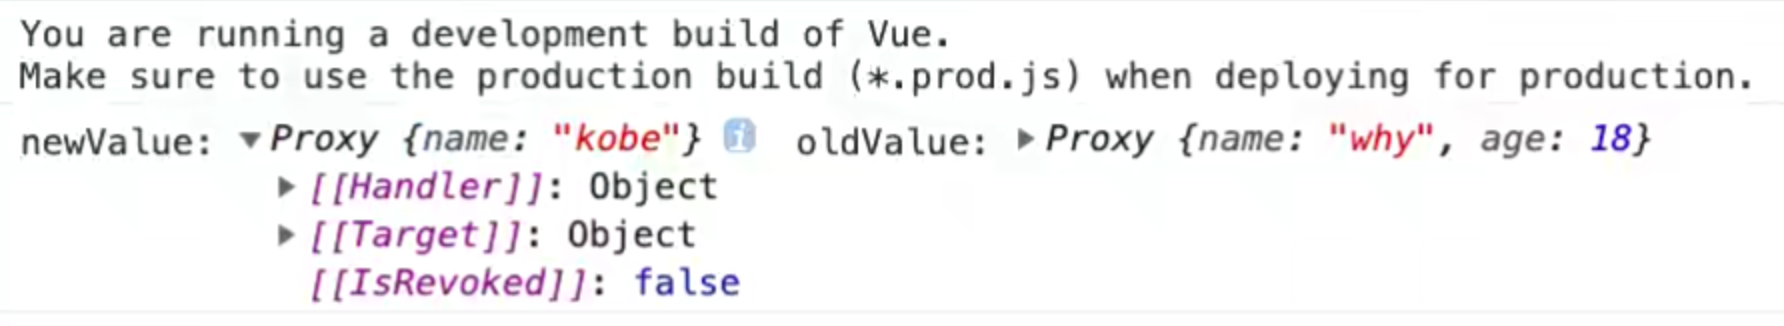 You are running a development build of Vue.
Make sure to use the production build (*.prod.js) when deploying for production.
newValue: ▼Proxy {name: "kobe"} i oldValue: ▶Proxy {name: "why", age: 18}
▶[[Handler]]: Object
▶[[Target]]: Object
[[IsRevoked]]: false